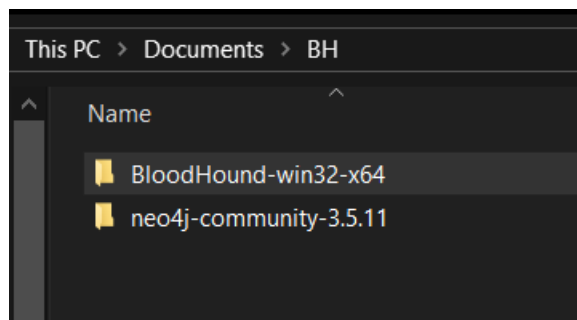 This PC > Documents > BH
Name
BloodHound-win32-x64
neo4j-community-3.5.11